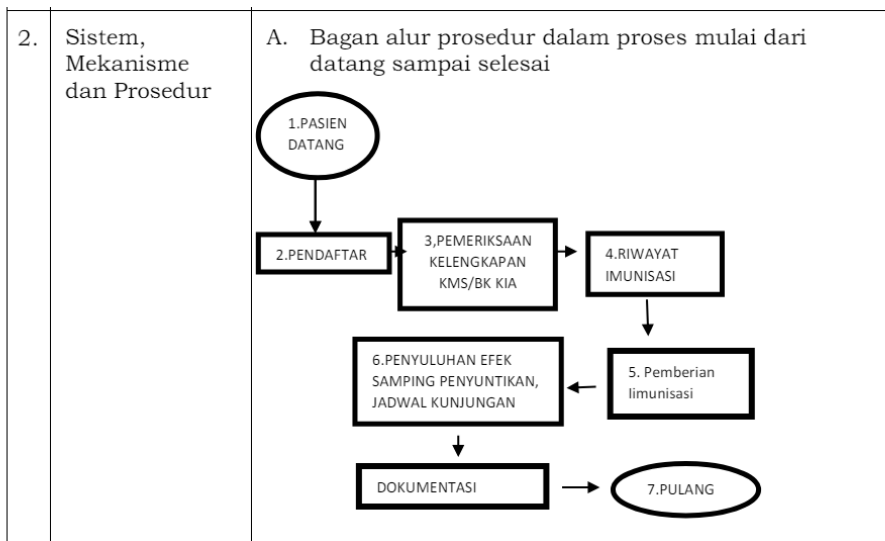 2.
Sistem,
Mekanisme
dan Prosedur
A. Bagan alur prosedur dalam proses mulai dari
datang sampai selesai
1.PASIEN
DATANG
2.PENDAFTAR
3,PEMERIKSAAN
KELENGKAPAN
KMS/BK KIA
4.RIWAYAT
IMUNISASI
5. Pemberian
Iimunisasi
6.PENYULUHAN EFEK
SAMPING PENYUNTIKAN,
JADWAL KUNJUNGAN
DOKUMENTASI
7.PULANG